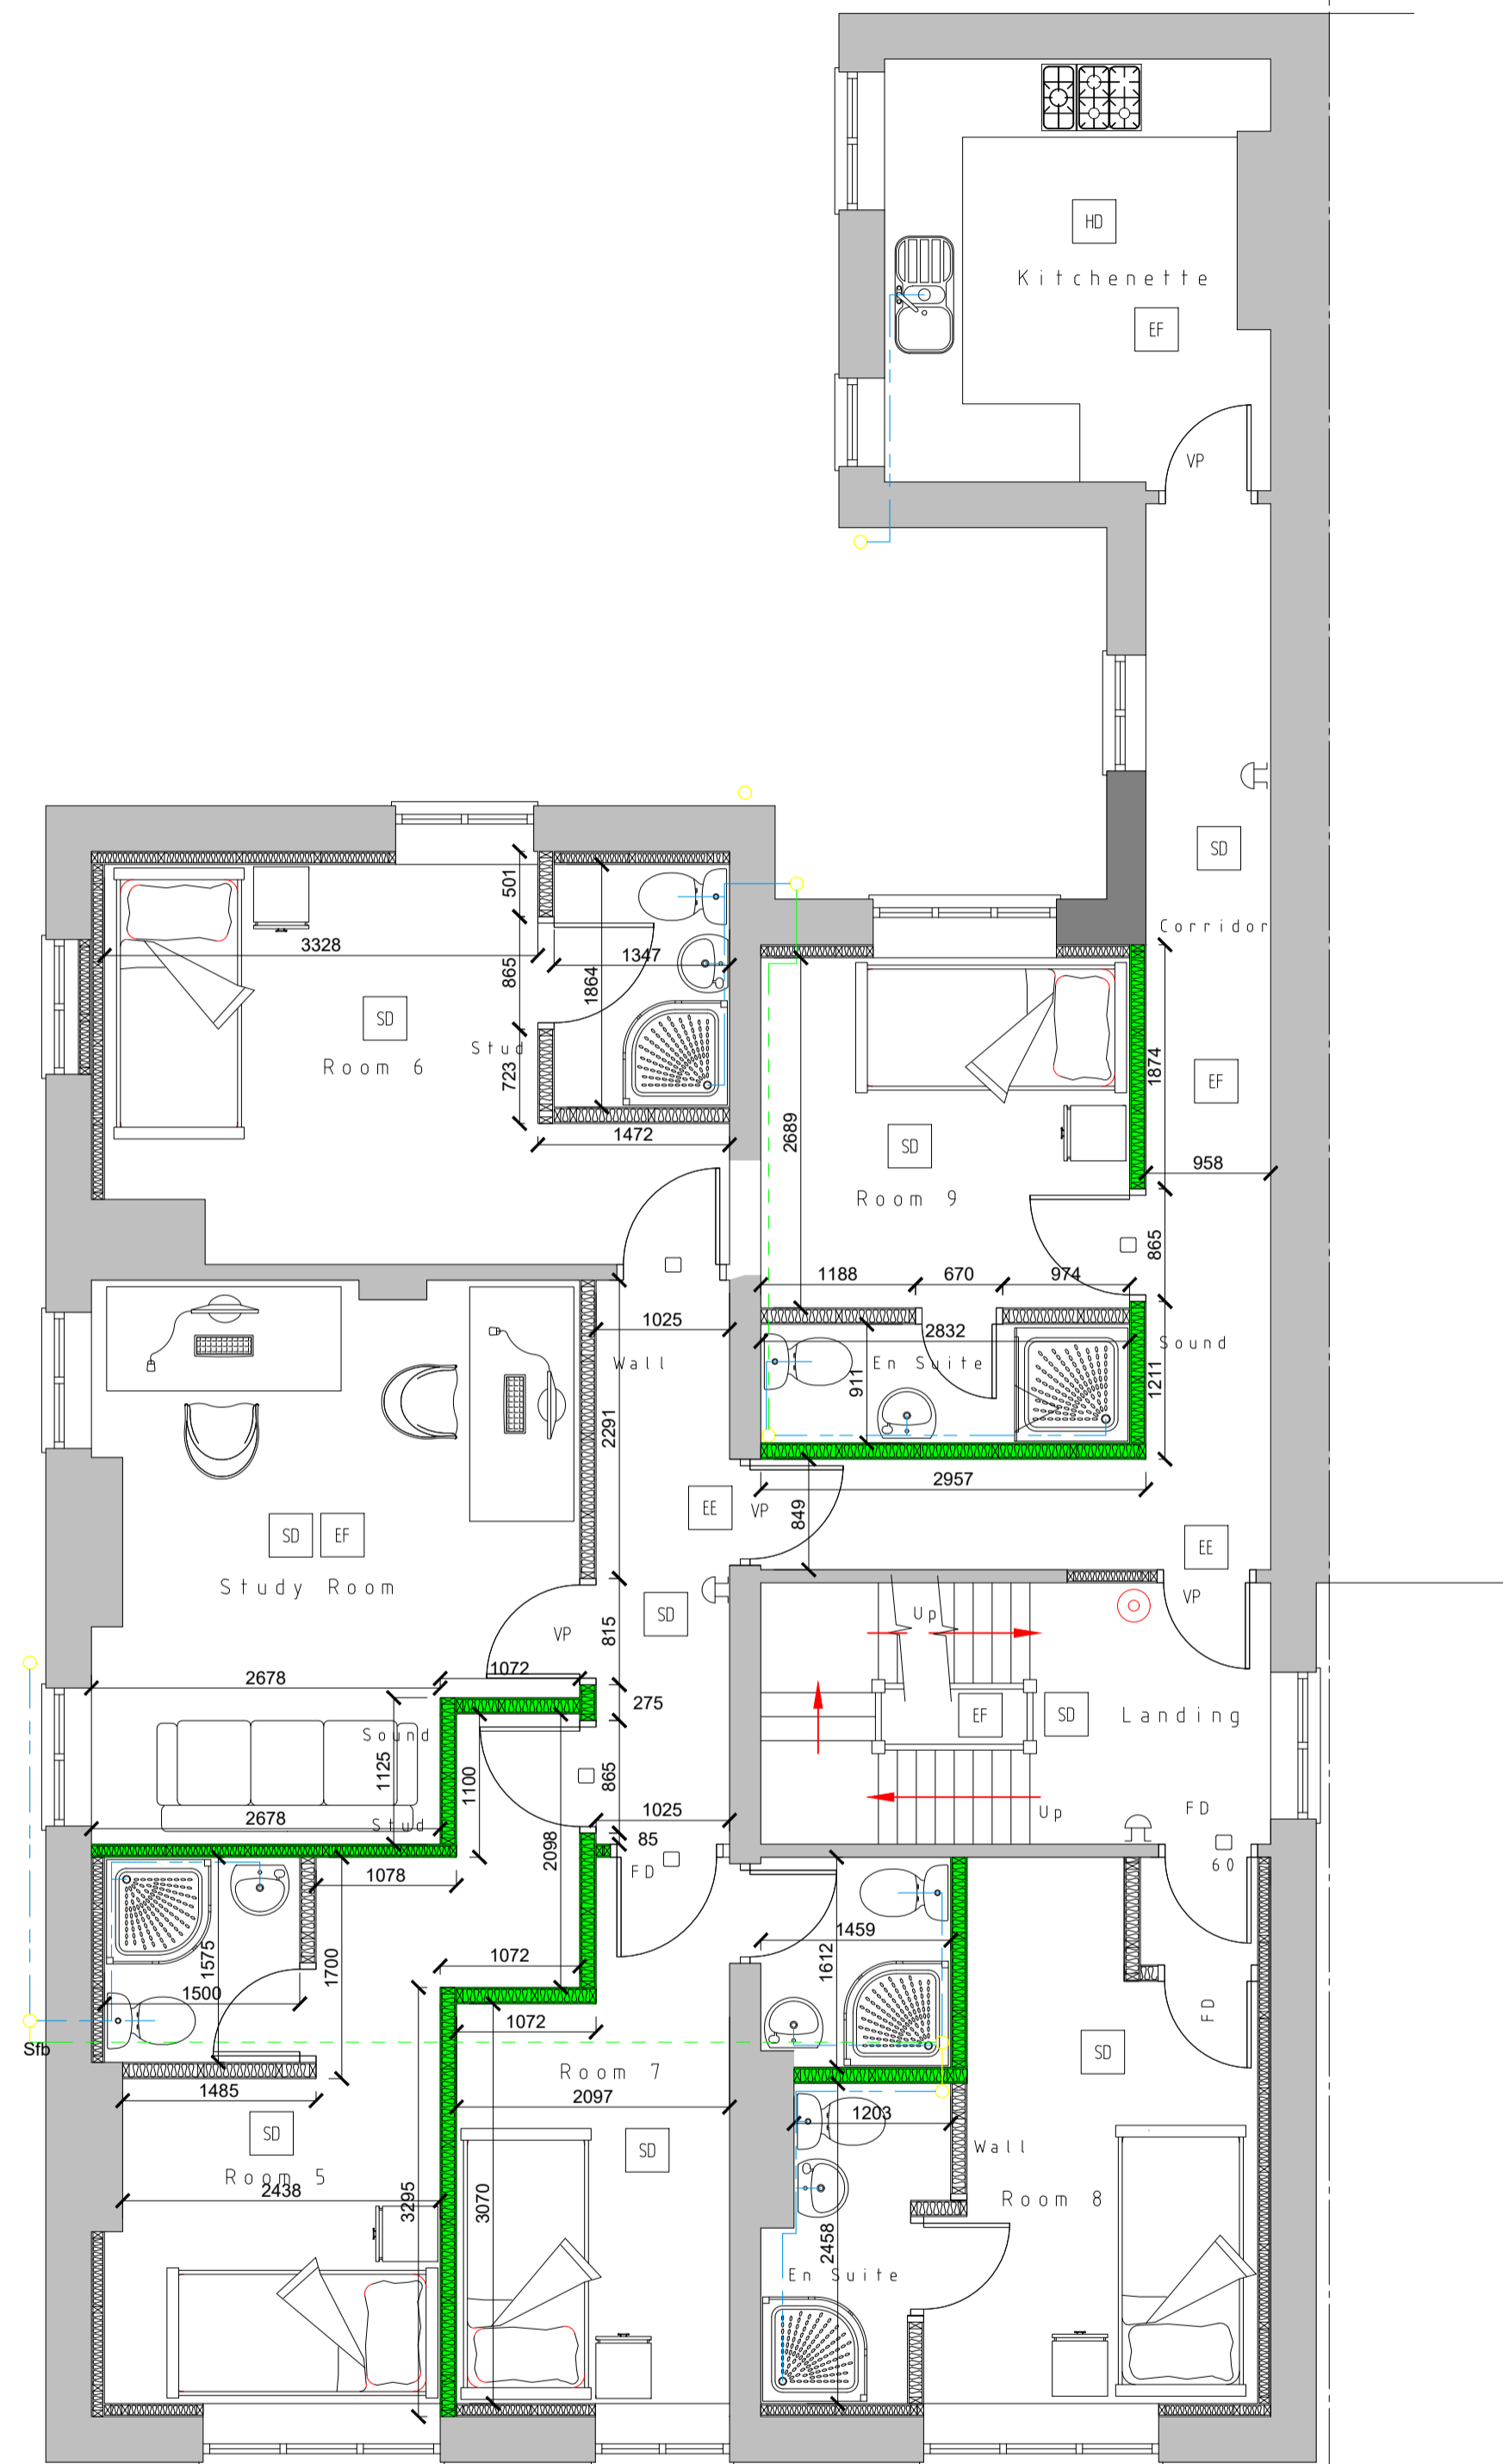 HD
Kitchenette
EF
VP
SD
Corridor
501
3328
865
1347
1864
SD
Room 6
Stud
723
1472
1874
EF
2689
SD
958
Room 9
865
1188
670
974
1025
2832
Wall
En Suite
Sound
911
1211
2291
2957
EE
VP
849
SD
EF
EE
Study Room
SD
VP
Up
VP
815
2678
1072
275
EF
SD
Landing
Sound
1125
1100
865
2678
Stud
1025
Up
FD
85
2098
FD
60
1078
1459
1575
1700
1072
1612
1500
FD
1072
Sfb
Room 7
SD
1485
2097
1203
SD
SD
Wall
Room 5
2438
3295
3070
Room 8
2458
En Suite